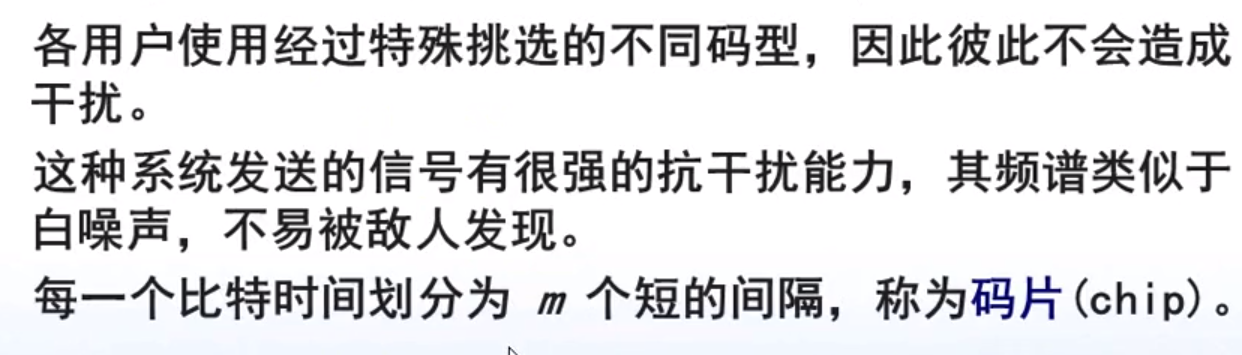 各用户使用经过特殊挑选的不同码型，因此彼此不会造成
干扰。
这种系统发送的信号有很强的抗干扰能力，其频谱类似于
白噪声，不易被敌人发现。
每一个比特时间划分为 m 个短的间隔，称为码片(chip)。